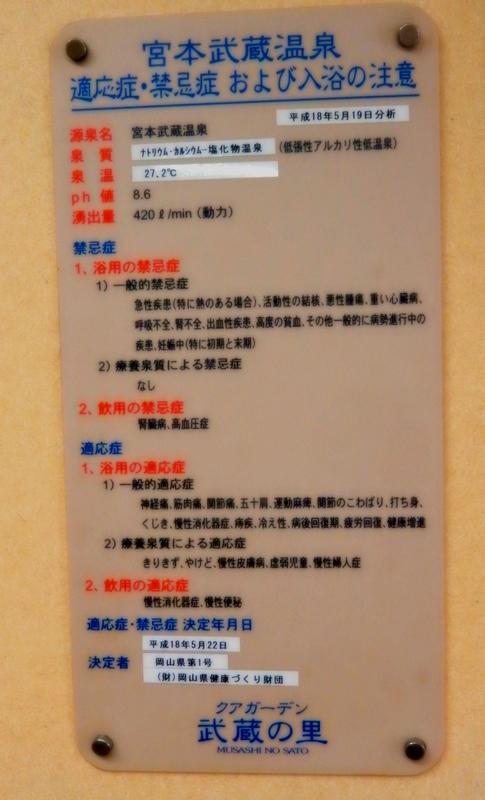 宮本武蔵温泉
適応症・禁忌症 および入浴の注意
平成18年5月19日分析
源泉名 宮本武蔵温泉
泉質 ナトリウム・カルシウム－塩化物温泉 (低張性アルカリ性低温泉)
泉温 27.2℃
ph値 8.6
湧出量 420ℓ/min（動力）
禁忌症
1、浴用の禁忌症
1）一般的禁忌症
急性疾患(特に熱のある場合)、活動性の結核、悪性腫瘍、重い心臓病、
呼吸不全、腎不全、出血性疾患、高度の貧血、その他一般的に病勢進行中の
疾患、妊娠中(特に初期と末期)
2）療養泉質による禁忌症
なし
2、飲用の禁忌症
腎臓病、高血圧症
適応症
1、浴用の適応症
1）一般的適応症
神経痛、筋肉痛、関節痛、五十肩、運動麻痺、関節のこわばり、打ち身、
くじき、慢性消化器症、痔疾、冷え性、病後回復期、疲労回復、健康増進
2）療養泉質による適応症
きりきず、やけど、慢性皮膚病、虚弱児童、慢性婦人症
2、飲用の適応症
慢性消化器症、慢性便秘
適応症・禁忌症 決定年月日
平成18年5月22日
決定者 岡山県第1号
(財)岡山県健康づくり財団
クアガーデン
武蔵の里
MUSASHI NO SATO